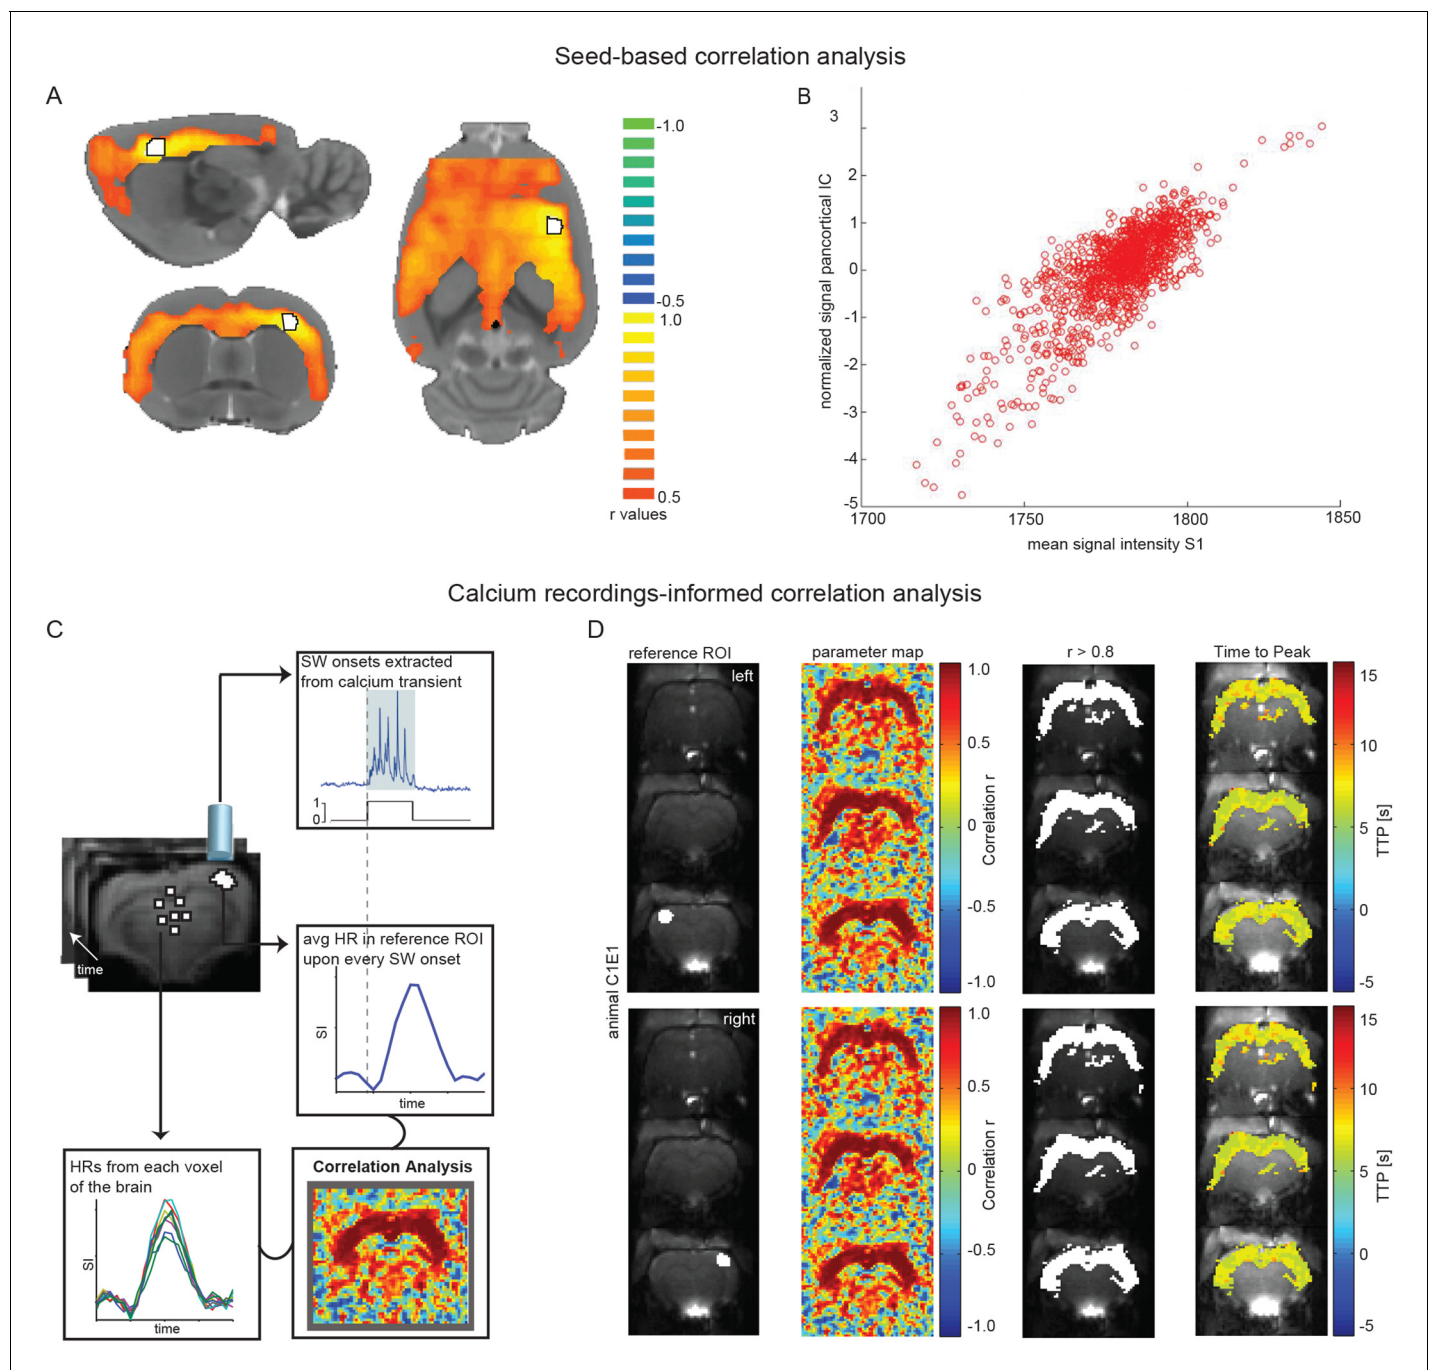 Seed-based correlation analysis
A
-1.0
-0.5
1.0
0.5
r values
B
3
2
1
0
-1
-2
-3
-4
-5
normalized signal pancortical IC
1700
1750
1800
1850
mean signal intensity S1
Calcium recordings-informed correlation analysis
C
SW onsets extracted
from calcium transient
1
0
time
avg HR in reference ROI
upon every SW onset
SI
time
HRs from each voxel
of the brain
SI
time
Correlation Analysis
D
reference ROI
parameter map
r > 0.8
Time to Peak
animal C1E1
left
1.0
0.5
0
-0.5
-1.0
Correlation r
15
10
5
0
-5
TTP [s]
right
1.0
0.5
0
-0.5
-1.0
Correlation r
15
10
5
0
-5
TTP [s]